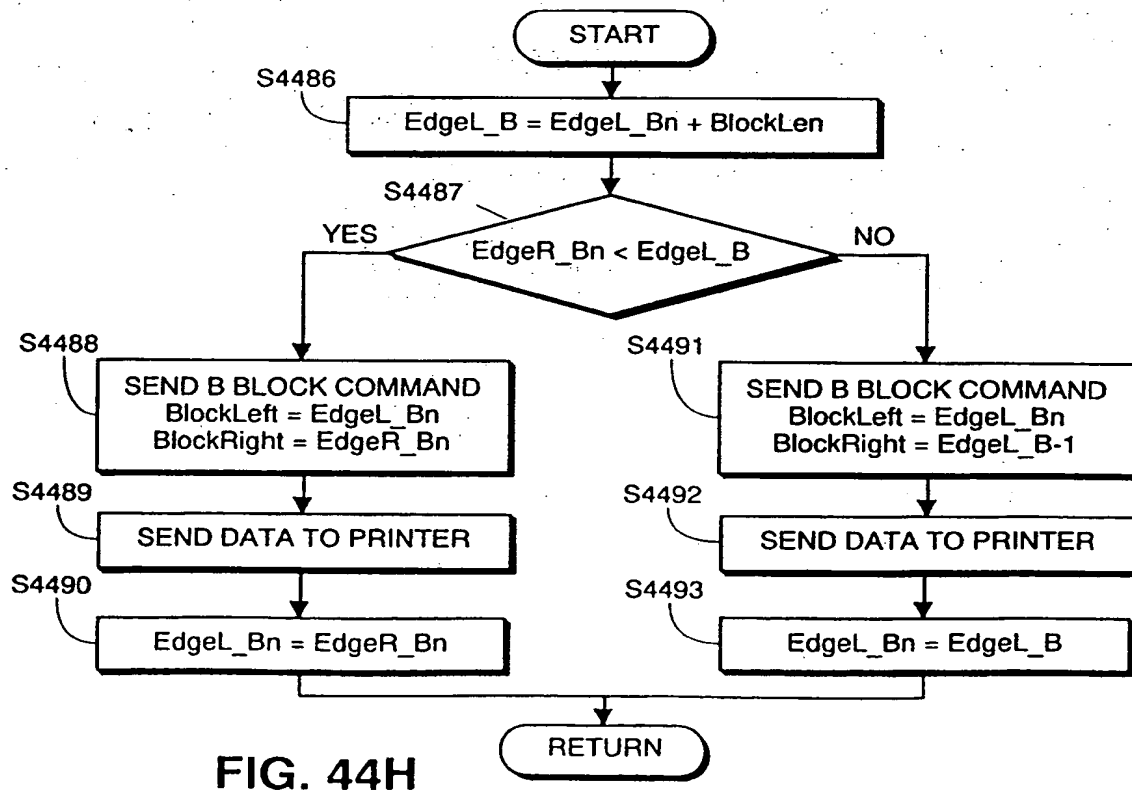 START
S4486
EdgeL_B = EdgeL_Bn + BlockLen
S4487
YES
EdgeR_Bn < EdgeL_B
NO
S4488
SEND B BLOCK COMMAND
BlockLeft = EdgeL_Bn
BlockRight = EdgeR_Bn
S4491
SEND B BLOCK COMMAND
BlockLeft = EdgeL_Bn
BlockRight = EdgeL_B-1
S4489
SEND DATA TO PRINTER
S4492
SEND DATA TO PRINTER
S4490
EdgeL_Bn = EdgeR_Bn
S4493
EdgeL_Bn = EdgeL_B
RETURN
FIG. 44H